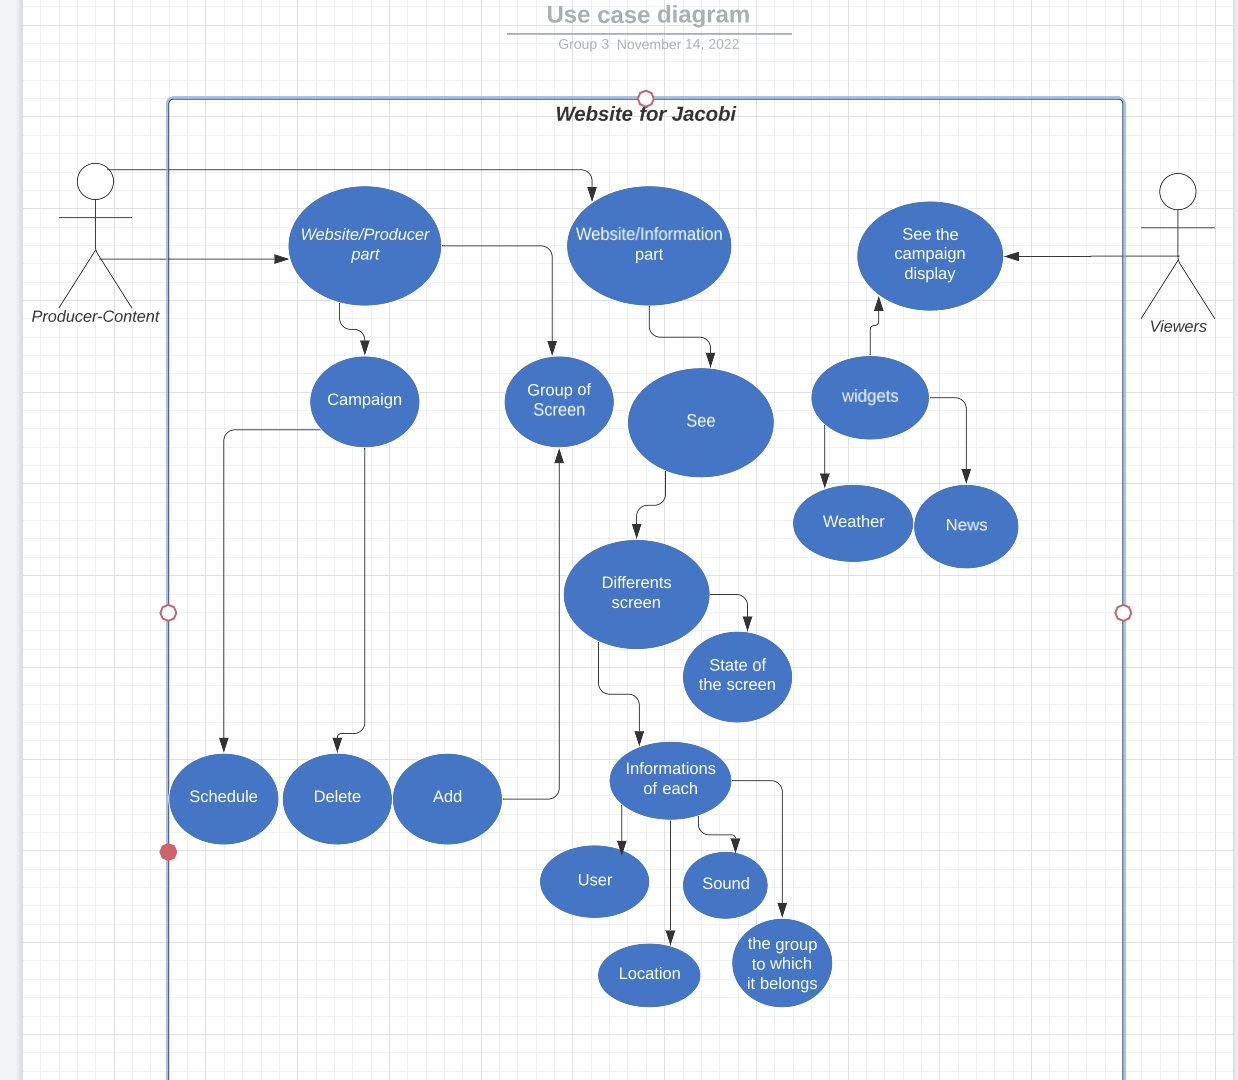 Use case diagram
Group 3 November 14, 2022
Website for Jacobi
Website/Producer
part
Website/Information
part
See the
campaign
display
Producer-Content
Viewers
Campaign
Group of
Screen
See
widgets
Weather
News
Differents
screen
State of
the screen
Schedule
Delete
Add
Informations
of each
User
Sound
Location
the group
to which
it belongs